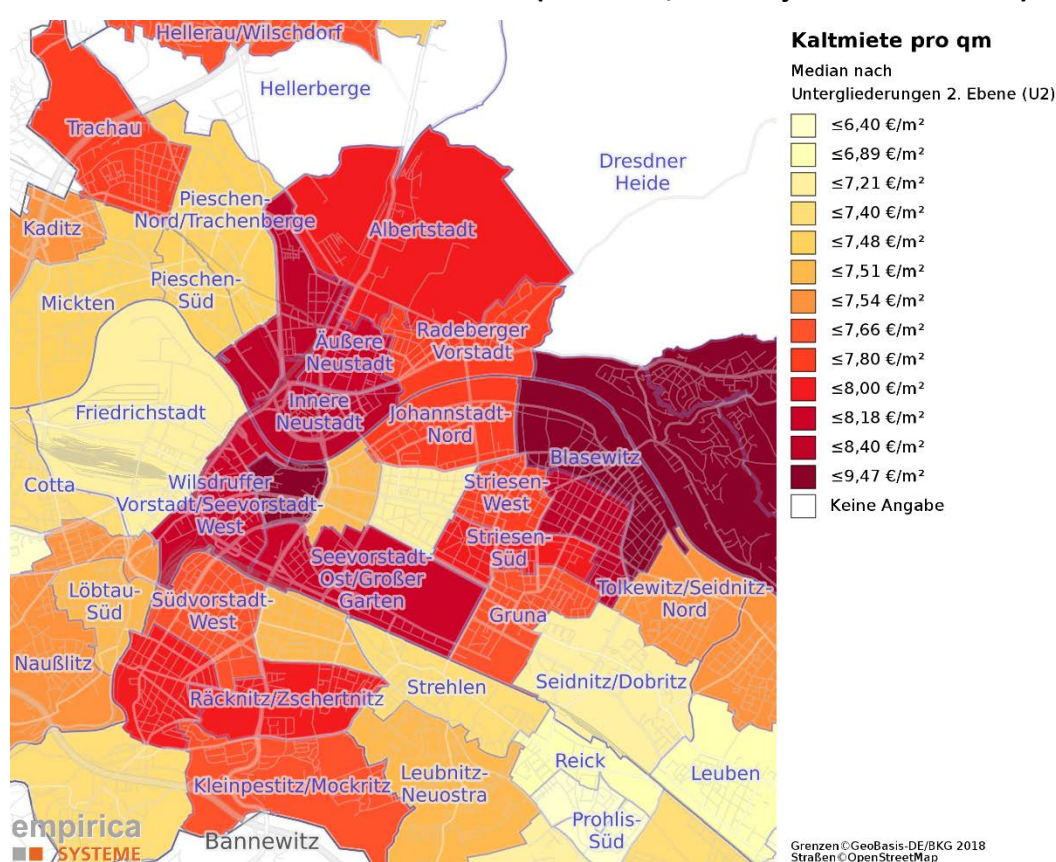 Kaltmiete pro qm
Median nach
Untergliederungen 2. Ebene (U2)
≤6,40 €/m²
≤6,89 €/m²
≤7,21 €/m²
≤7,40 €/m²
≤7,48 €/m²
≤7,51 €/m²
≤7,54 €/m²
≤7,66 €/m²
≤7,80 €/m²
≤8,00 €/m²
≤8,18 €/m²
≤8,40 €/m²
≤9,47 €/m²
Keine Angabe
Hellerau/Wilschdorf
Hellerberge
Trachau
Dresdner
Heide
Pieschen-
Nord/Trachenberge
Kaditz
Albertstadt
Pieschen-
Süd
Mickten
Radeberger
Vorstadt
Äußere
Neustadt
Innere
Neustadt
Friedrichstadt
Johannstadt-
Nord
Blasewitz
Cotta
Wilsdruffer
Vorstadt/Seevorstadt-
West
Striesen-
West
Striesen-
Süd
Seevorstadt-
Ost/Großer
Garten
Löbtau-
Süd
Südvorstadt-
West
Gruna
Tolkewitz/Seidnitz-
Nord
Naußlitz
Räcknitz/Zschertnitz
Strehlen
Seidnitz/Dobritz
Kleinpestitz/Mockritz
Leubnitz-
Neuostra
Reick
Leuben
Prohlis-
Süd
Bannewitz
empirica
SYSTEME
Grenzen©GeoBasis-DE/BKG 2018
Straßen©OpenStreetMap